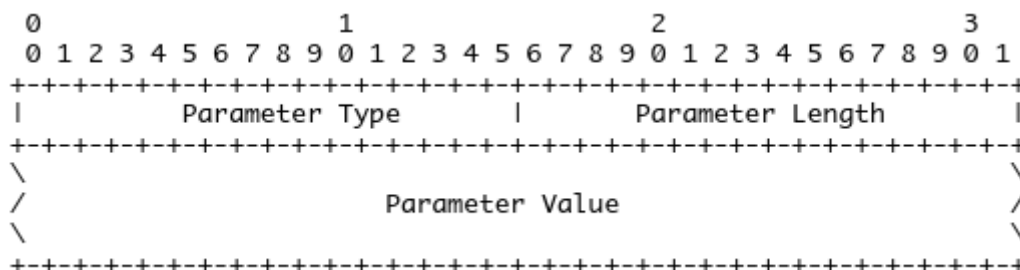 0                   1                   2                   3
 0 1 2 3 4 5 6 7 8 9 0 1 2 3 4 5 6 7 8 9 0 1 2 3 4 5 6 7 8 9 0 1
+-+-+-+-+-+-+-+-+-+-+-+-+-+-+-+-+-+-+-+-+-+-+-+-+-+-+-+-+-+-+-+-+
|          Parameter Type       |       Parameter Length        |
+-+-+-+-+-+-+-+-+-+-+-+-+-+-+-+-+-+-+-+-+-+-+-+-+-+-+-+-+-+-+-+-+
\                                                               \
/                       Parameter Value                         /
\                                                               \
+-+-+-+-+-+-+-+-+-+-+-+-+-+-+-+-+-+-+-+-+-+-+-+-+-+-+-+-+-+-+-+-+